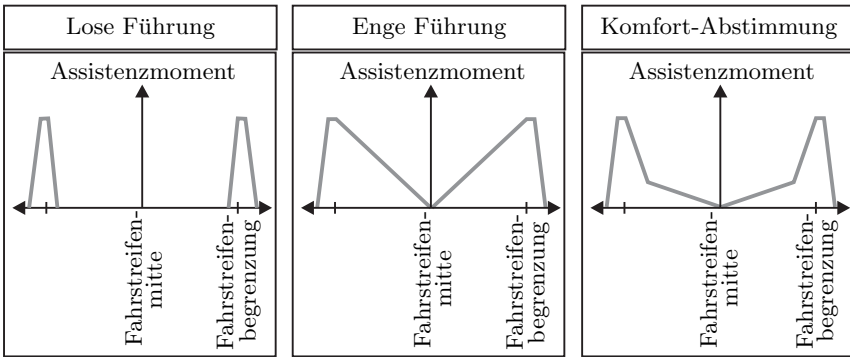 Lose Führung
Assistenzmoment
Fahrstreifen-
mitte
Fahrstreifen-
begrenzung
Enge Führung
Assistenzmoment
Fahrstreifen-
mitte
Fahrstreifen-
begrenzung
Komfort-Abstimmung
Assistenzmoment
Fahrstreifen-
mitte
Fahrstreifen-
begrenzung